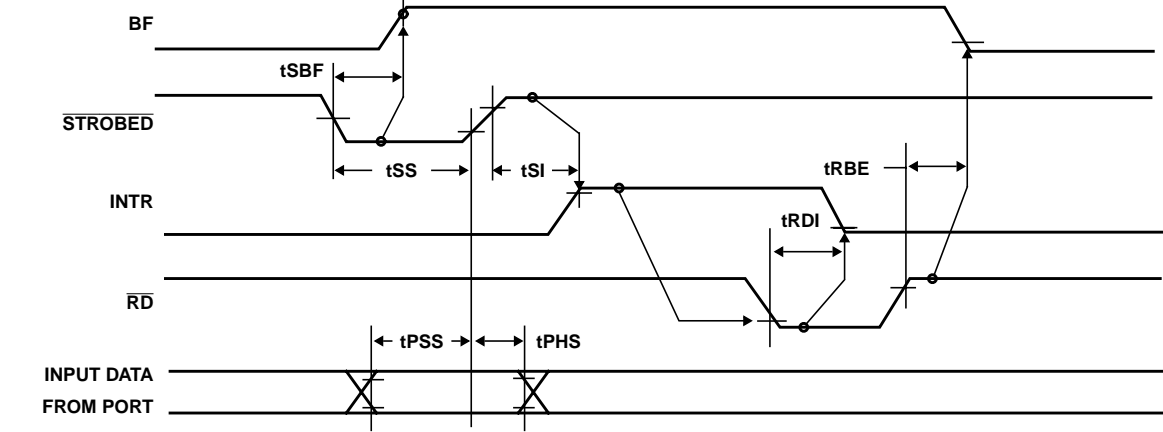 BF
tSBF
STROBED
tSS
tSI
tRBE
INTR
tRDI
RD
tPSS
tPHS
INPUT DATA
FROM PORT